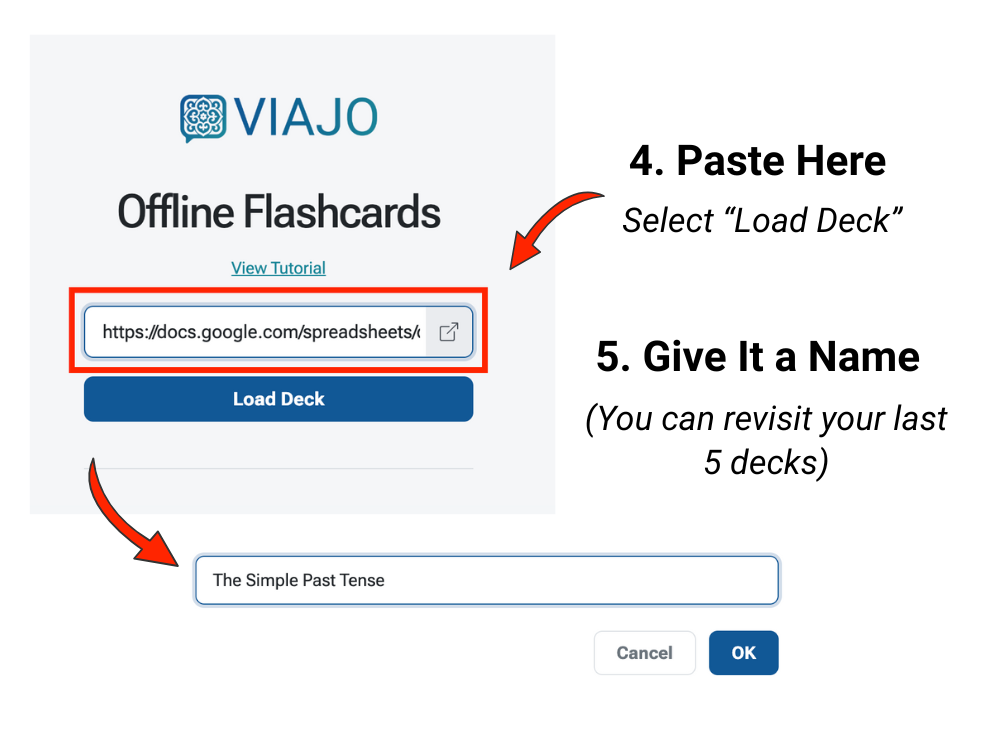 VIAJO
Offline Flashcards
View Tutorial
https://docs.google.com/spreadsheets/
Load Deck
4. Paste Here
Select “Load Deck”
5. Give It a Name
(You can revisit your last
5 decks)
The Simple Past Tense
Cancel
OK